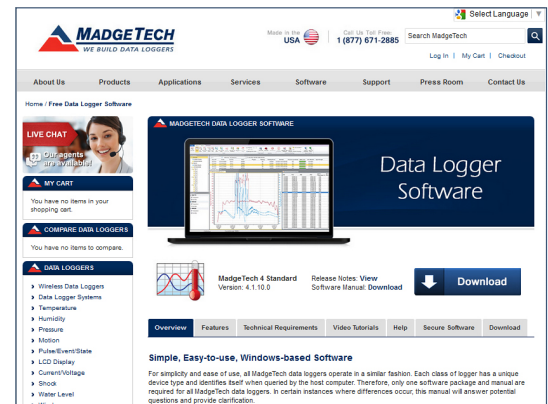 Select Language
MADGETECH
WE BUILD DATA LOGGERS
Made in the
USA
Call Us Toll Free:
1 (877) 671-2885
Search MadgeTech
Log In | My Cart | Checkout
About Us Products Applications Services Software Support Press Room Contact Us
Home / Free Data Logger Software
LIVE CHAT
Our agents
are available!
MY CART
You have no items in your
shopping cart.
COMPARE DATA LOGGERS
You have no items to compare.
DATA LOGGERS
Wireless Data Loggers
Data Logger Systems
Temperature
Humidity
Pressure
Motion
Pulse/Event/State
LCD Display
Current/Voltage
Shock
Water Level
MADGETECH DATA LOGGER SOFTWARE
Data Logger
Software
MadgeTech 4 Standard
Version: 4.1.10.0
Release Notes: View
Software Manual: Download
Download
Overview Features Technical Requirements Video Tutorials Help Secure Software Download
Simple, Easy-to-use, Windows-based Software
For simplicity and ease of use, all MadgeTech data loggers operate in a similar fashion. Each class of logger has a unique
device type and identifies itself when queried by the host computer. Therefore, only one software package and manual are
required for all MadgeTech data loggers. In certain instances where differences occur, this manual will answer potential
questions and provide clarification.